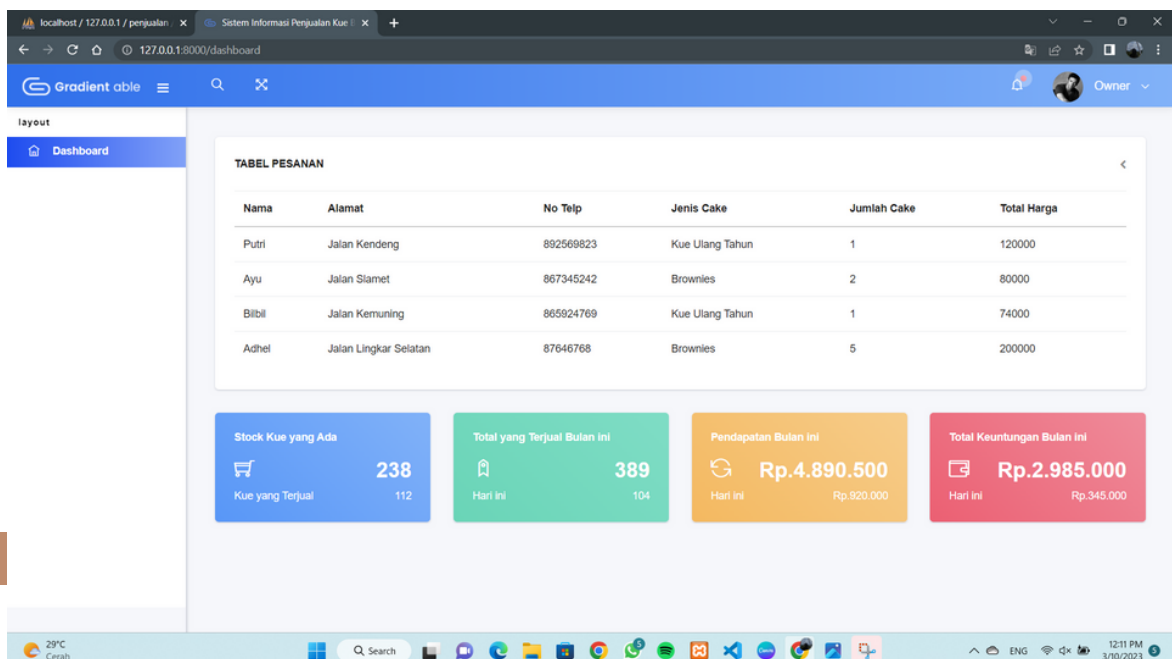 localhost / 127.0.0.1 / penjualan
Sistem Informasi Penjualan Kue
127.0.0.1:8000/dashboard
Gradient able
Owner
layout
Dashboard
TABEL PESANAN
Nama Alamat No Telp Jenis Cake Jumlah Cake Total Harga
Putri Jalan Kendeng 892569823 Kue Ulang Tahun 1 120000
Ayu Jalan Slamet 867345242 Brownies 2 80000
Bilbil Jalan Kemuning 865924769 Kue Ulang Tahun 1 74000
Adhel Jalan Lingkar Selatan 87646768 Brownies 5 200000
Stock Kue yang Ada
238
Kue yang Terjual 112
Total yang Terjual Bulan ini
389
Hari ini 104
Pendapatan Bulan ini
Rp.4.890.500
Hari ini Rp.920.000
Total Keuntungan Bulan ini
Rp.2.985.000
Hari ini Rp.345.000
29°C
Cerah
Search
5
ENG
12:11 PM
3/10/2023
5